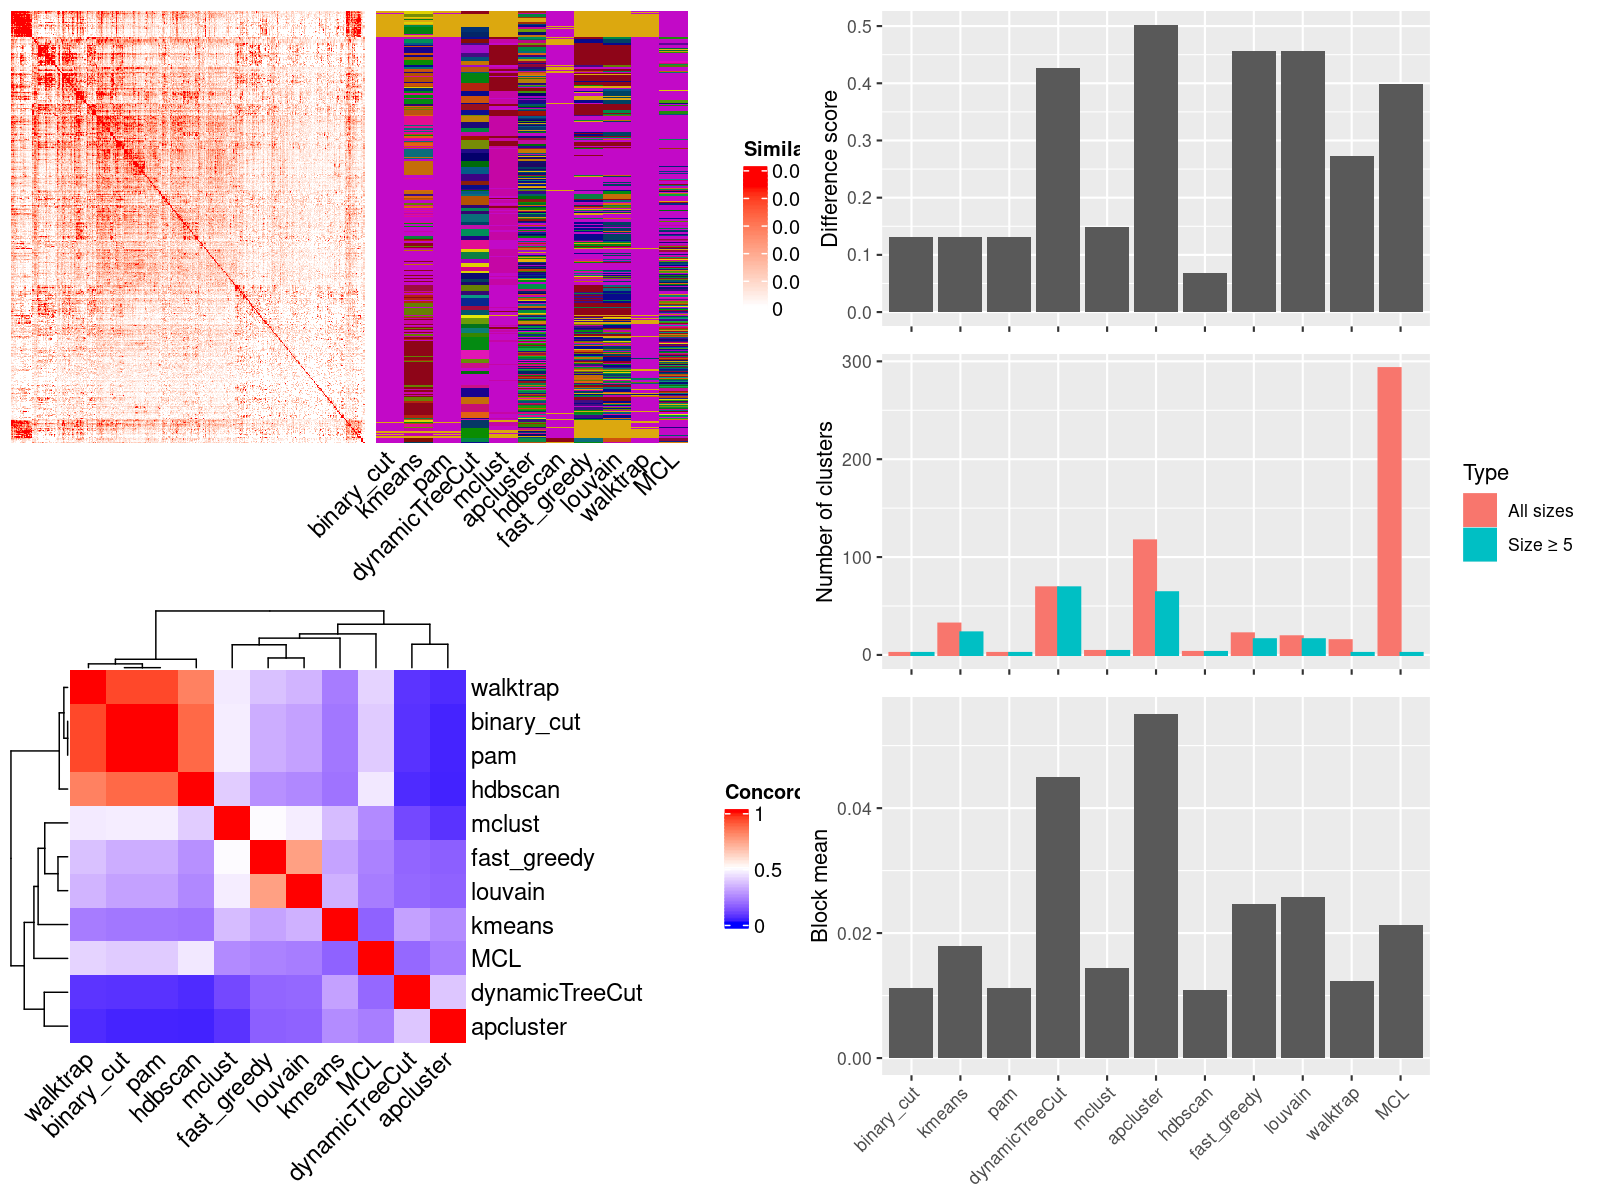 Simila
0.0
0.0
0.0
0.0
0.0
0
binary_cut
kmeans
pam
dynamicTreeCut
mclust
apcluster
hdbscan
fast_greedy
louvain
walktrap
MCL
walktrap
binary_cut
pam
hdbscan
mclust
fast_greedy
louvain
kmeans
MCL
dynamicTreeCut
apcluster
walktrap
binary_cut
pam
hdbscan
mclust
fast_greedy
louvain
kmeans
MCL
dynamicTreeCut
apcluster
Concord
1
0.5
0
Difference score
0.5
0.4
0.3
0.2
0.1
0.0
Number of clusters
300
200
100
0
Type
All sizes
Size ≥ 5
Block mean
0.04
0.02
0.00
binary_cut
kmeans
pam
dynamicTreeCut
mclust
apcluster
hdbscan
fast_greedy
louvain
walktrap
MCL